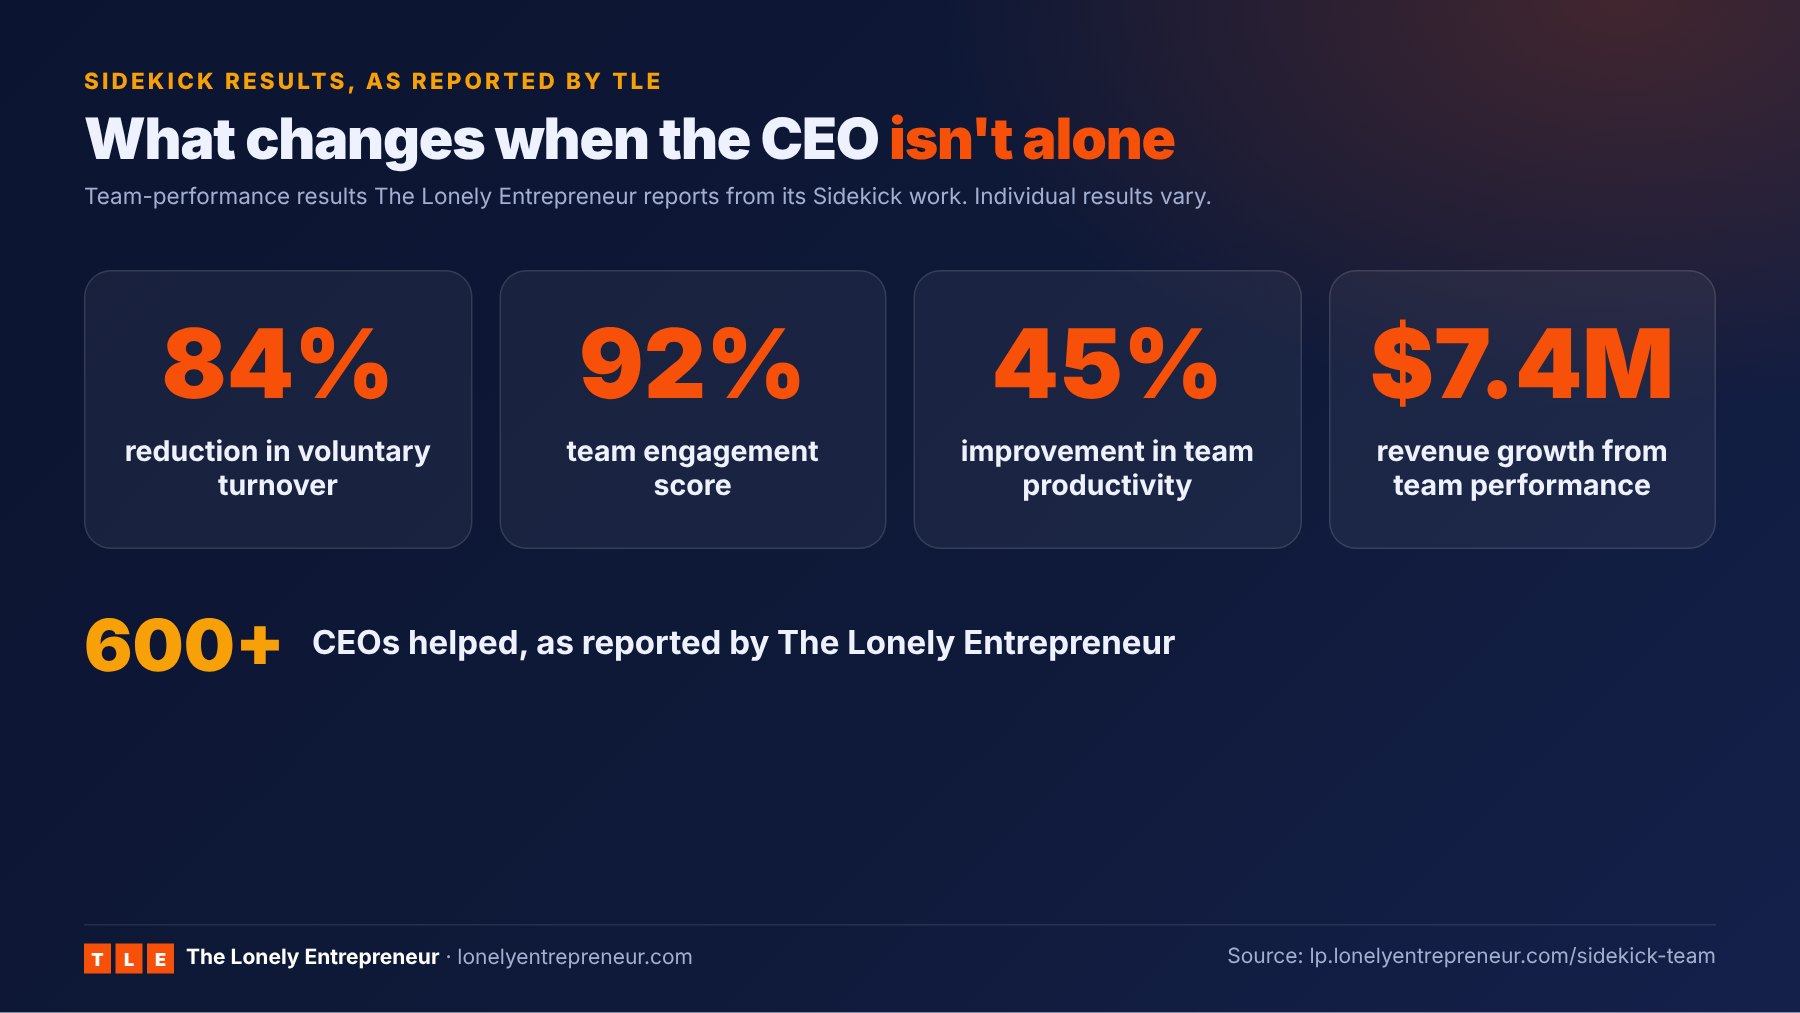 SIDEKICK RESULTS, AS REPORTED BY TLE
What changes when the CEO isn't alone
Team-performance results The Lonely Entrepreneur reports from its Sidekick work. Individual results vary.
84%
reduction in voluntary
turnover
92%
team engagement
score
45%
improvement in team
productivity
$7.4M
revenue growth from
team performance
600+ CEOs helped, as reported by The Lonely Entrepreneur
T L E The Lonely Entrepreneur · lonelyentrepreneur.com
Source: lp.lonelyentrepreneur.com/sidekick-team